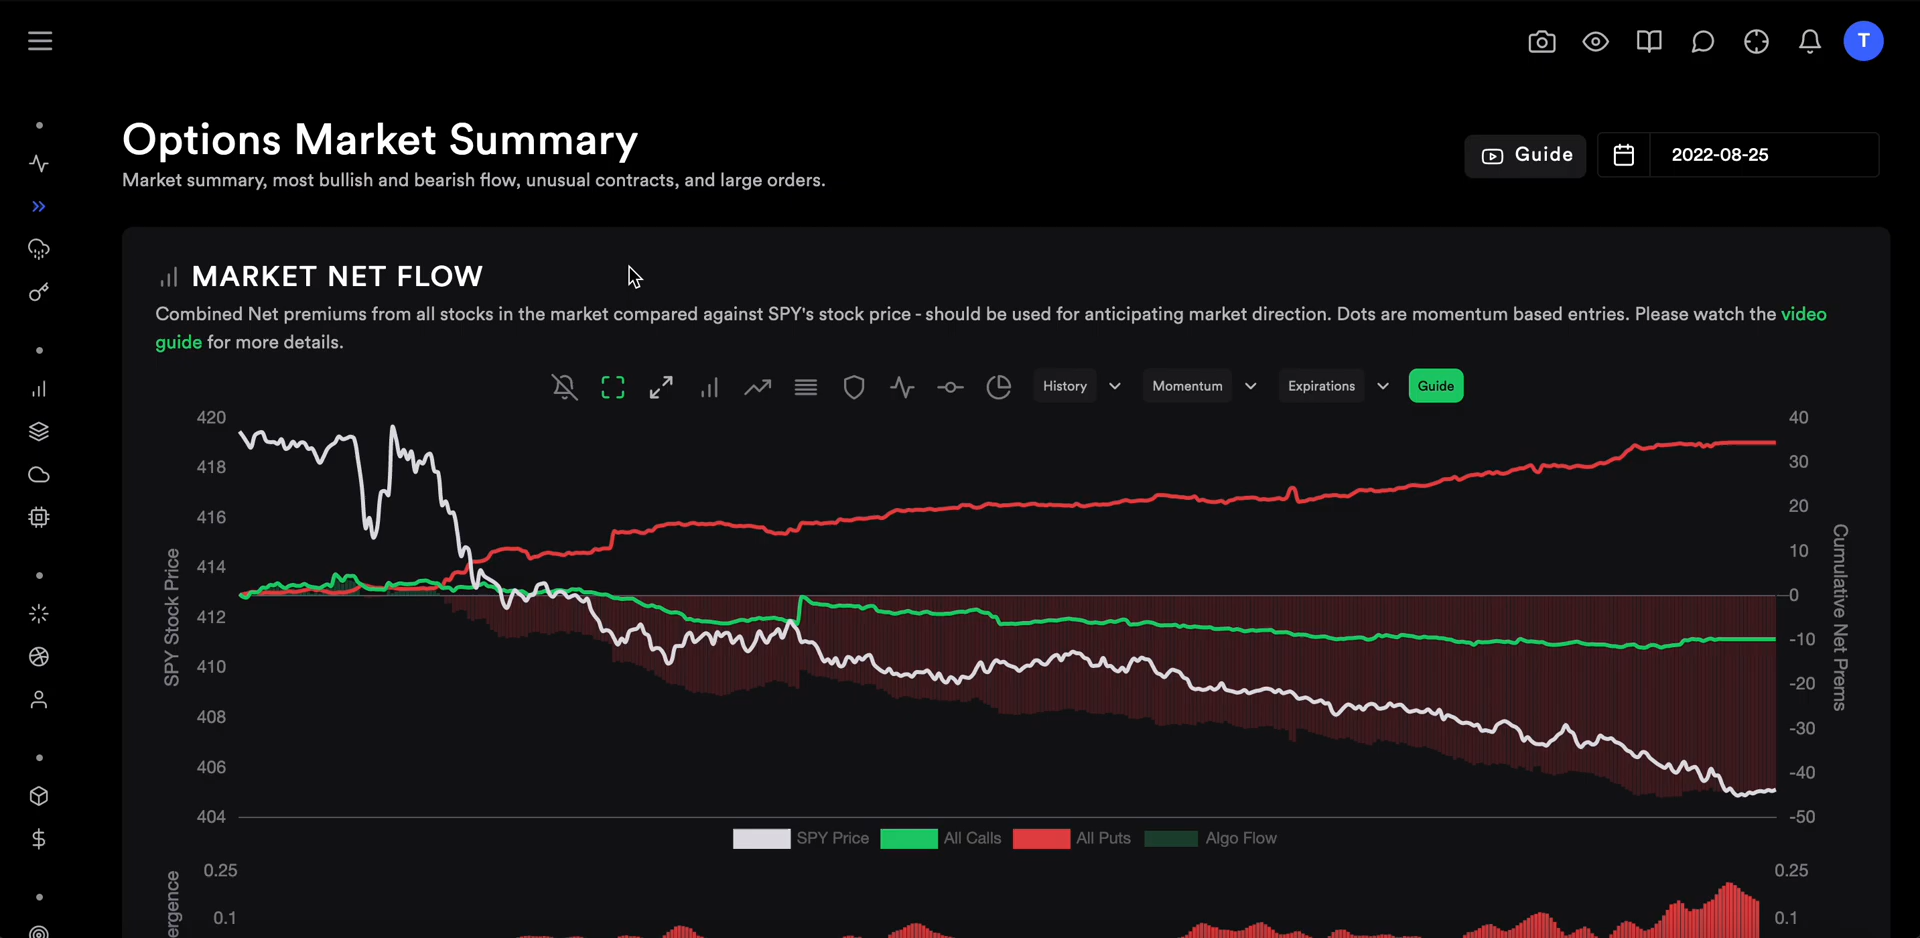 T
Options Market Summary
Market summary, most bullish and bearish flow, unusual contracts, and large orders.
Guide
2022-08-25
MARKET NET FLOW
Combined Net premiums from all stocks in the market compared against SPY's stock price - should be used for anticipating market direction. Dots are momentum based entries. Please watch the video
guide for more details.
History
Momentum
Expirations
Guide
420
418
416
414
412
410
408
406
404
SPY Stock Price
40
30
20
10
0
-10
-20
-30
-40
-50
Cumulative Net Prems
SPY Price
All Calls
All Puts
Algo Flow
0.25
0.1
0.25
0.1